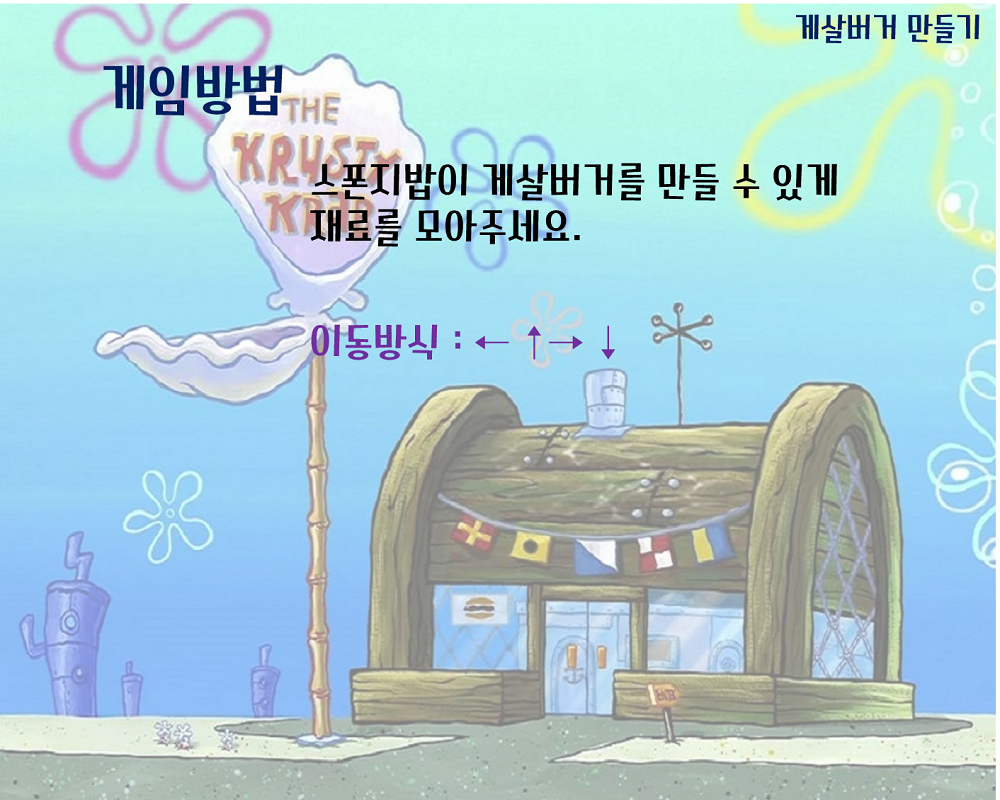 게살버거 만들기
게임방법
THE
KRUSTY
KRAB
스폰지밥이 게살버거를 만들 수 있게
재료를 모아주세요.
이동방식 : ← ↑ → ↓